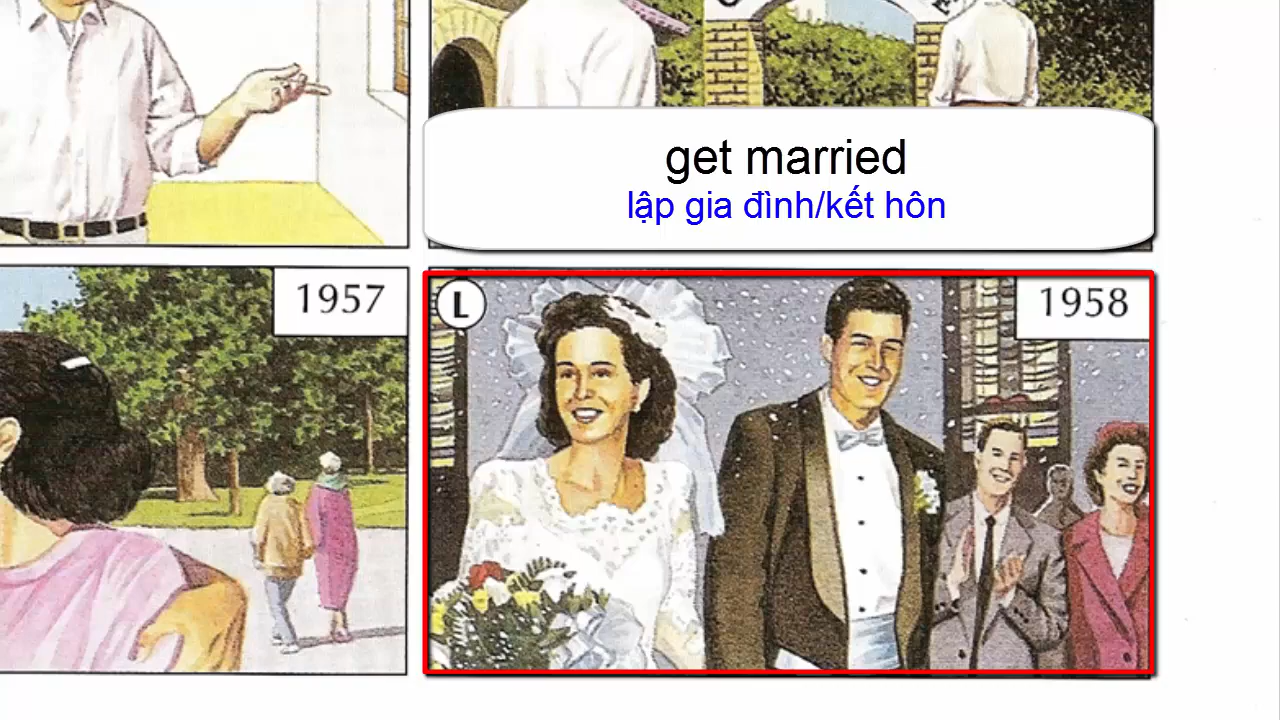 get married
lập gia đình/kết hôn
1957
L
1958